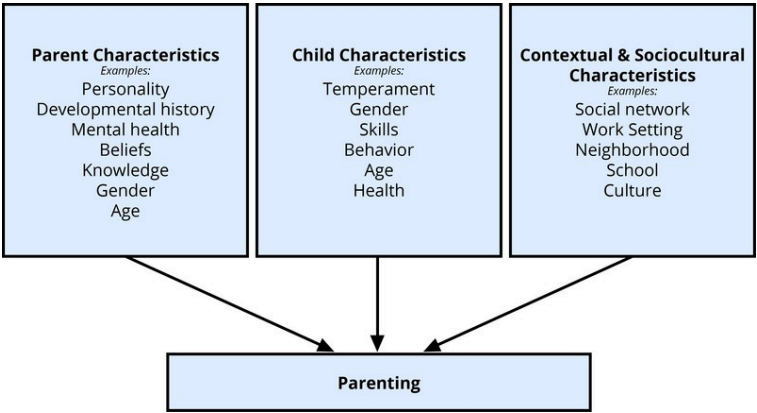 Parent Characteristics
Examples:
Personality
Developmental history
Mental health
Beliefs
Knowledge
Gender
Age
Child Characteristics
Examples:
Temperament
Gender
Skills
Behavior
Age
Health
Contextual & Sociocultural
Characteristics
Examples:
Social network
Work Setting
Neighborhood
School
Culture
Parenting